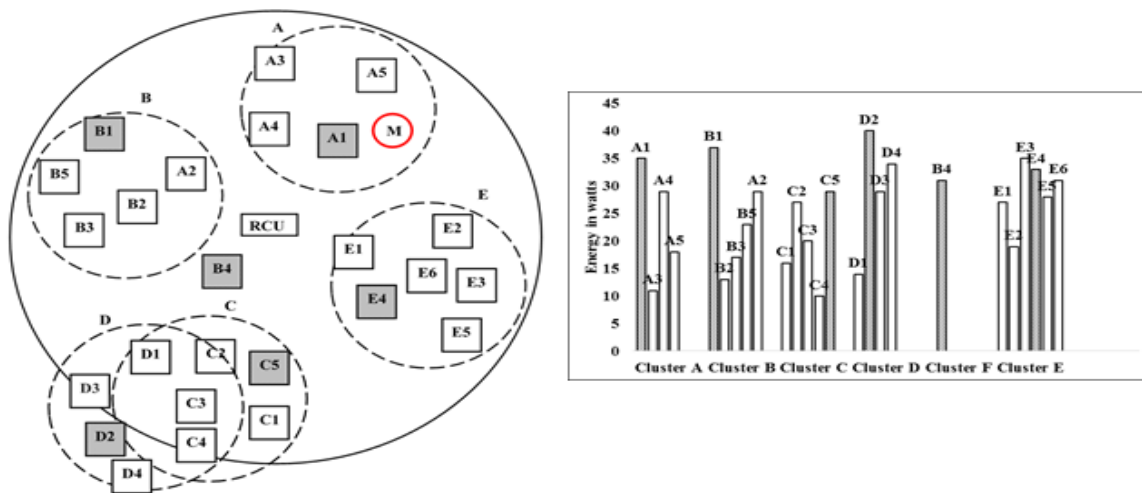 A
A3
A5
A4
A1
M
B
B1
B5
A2
B2
B3
RCU
B4
E
E1
E2
E6
E3
E4
E5
D
C
D1
C2
C5
D3
C3
C1
D2
C4
D4
Energy in watts
45
40
35
30
25
20
15
10
5
0
A1
A3
A4
A5
B1
B2
B3
B5
A2
C1
C2
C3
C4
C5
D1
D2
D3
D4
B4
E1
E2
E3
E4
E5
E6
Cluster A Cluster B Cluster C Cluster D Cluster F Cluster E